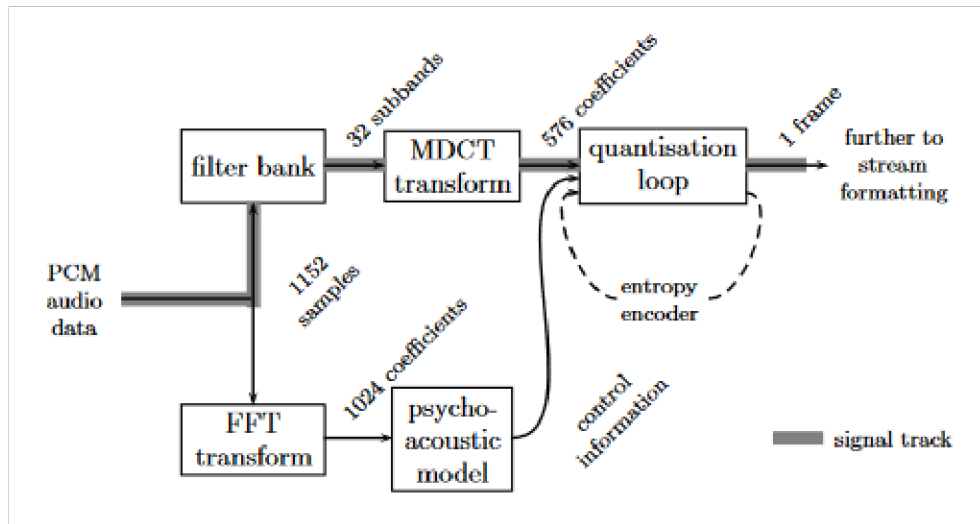 32 subbands
576 coefficients
1 frame
filter bank
MDCT
transform
quantisation
loop
further to
stream
formatting
PCM
audio
data
1152
samples
entropy
encoder
1024 coefficients
FFT
transform
psycho-
acoustic
model
control
information
signal track